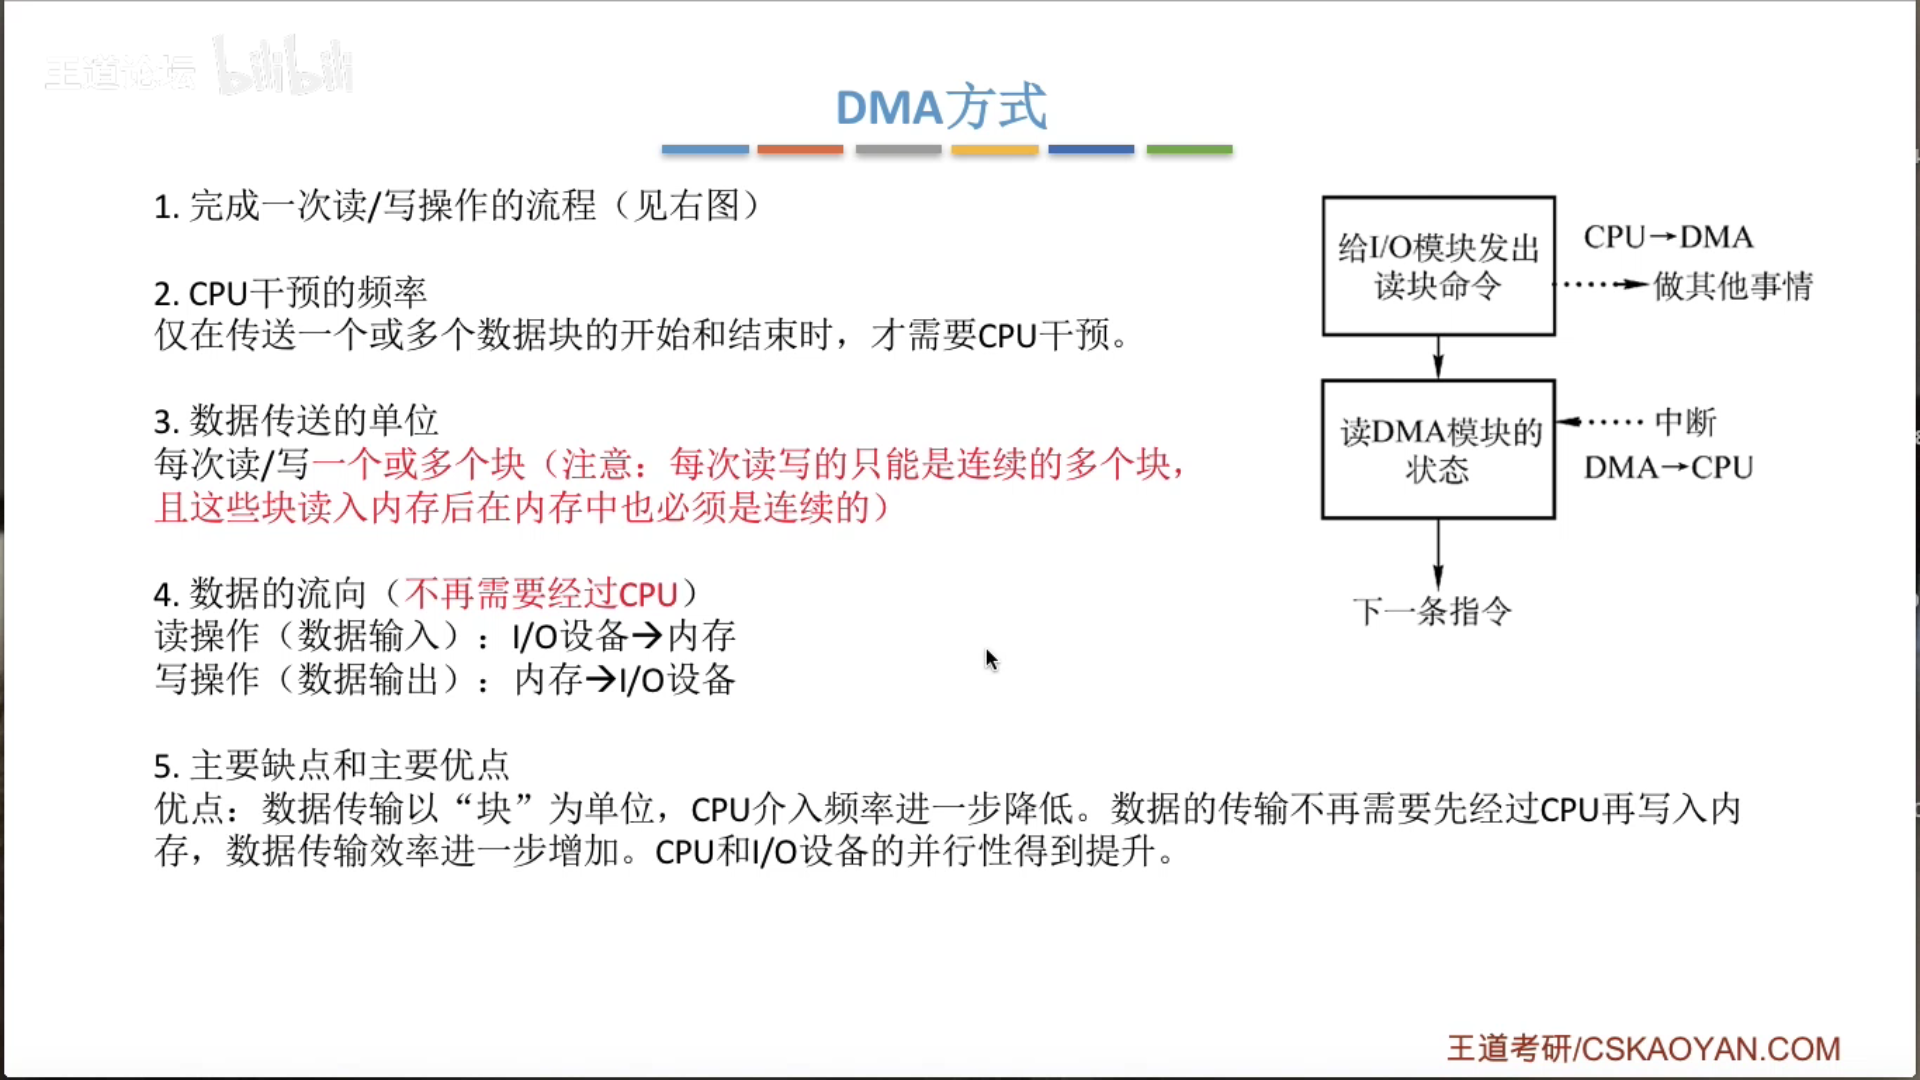 王道论坛 bilibili
DMA方式
1. 完成一次读/写操作的流程（见右图）
2. CPU干预的频率
仅在传送一个或多个数据块的开始和结束时，才需要CPU干预。
3. 数据传送的单位
每次读/写一个或多个块（注意：每次读写的只能是连续的多个块，
且这些块读入内存后在内存中也必须是连续的）
4. 数据的流向（不再需要经过CPU）
读操作（数据输入）：I/O设备→内存
写操作（数据输出）：内存→I/O设备
5. 主要缺点和主要优点
优点：数据传输以“块”为单位，CPU介入频率进一步降低。数据的传输不再需要先经过CPU再写入内
存，数据传输效率进一步增加。CPU和I/O设备的并行性得到提升。
给I/O模块发出
读块命令
CPU→DMA
做其他事情
读DMA模块的
状态
中断
DMA→CPU
下一条指令
王道考研/CSKAOYAN.COM